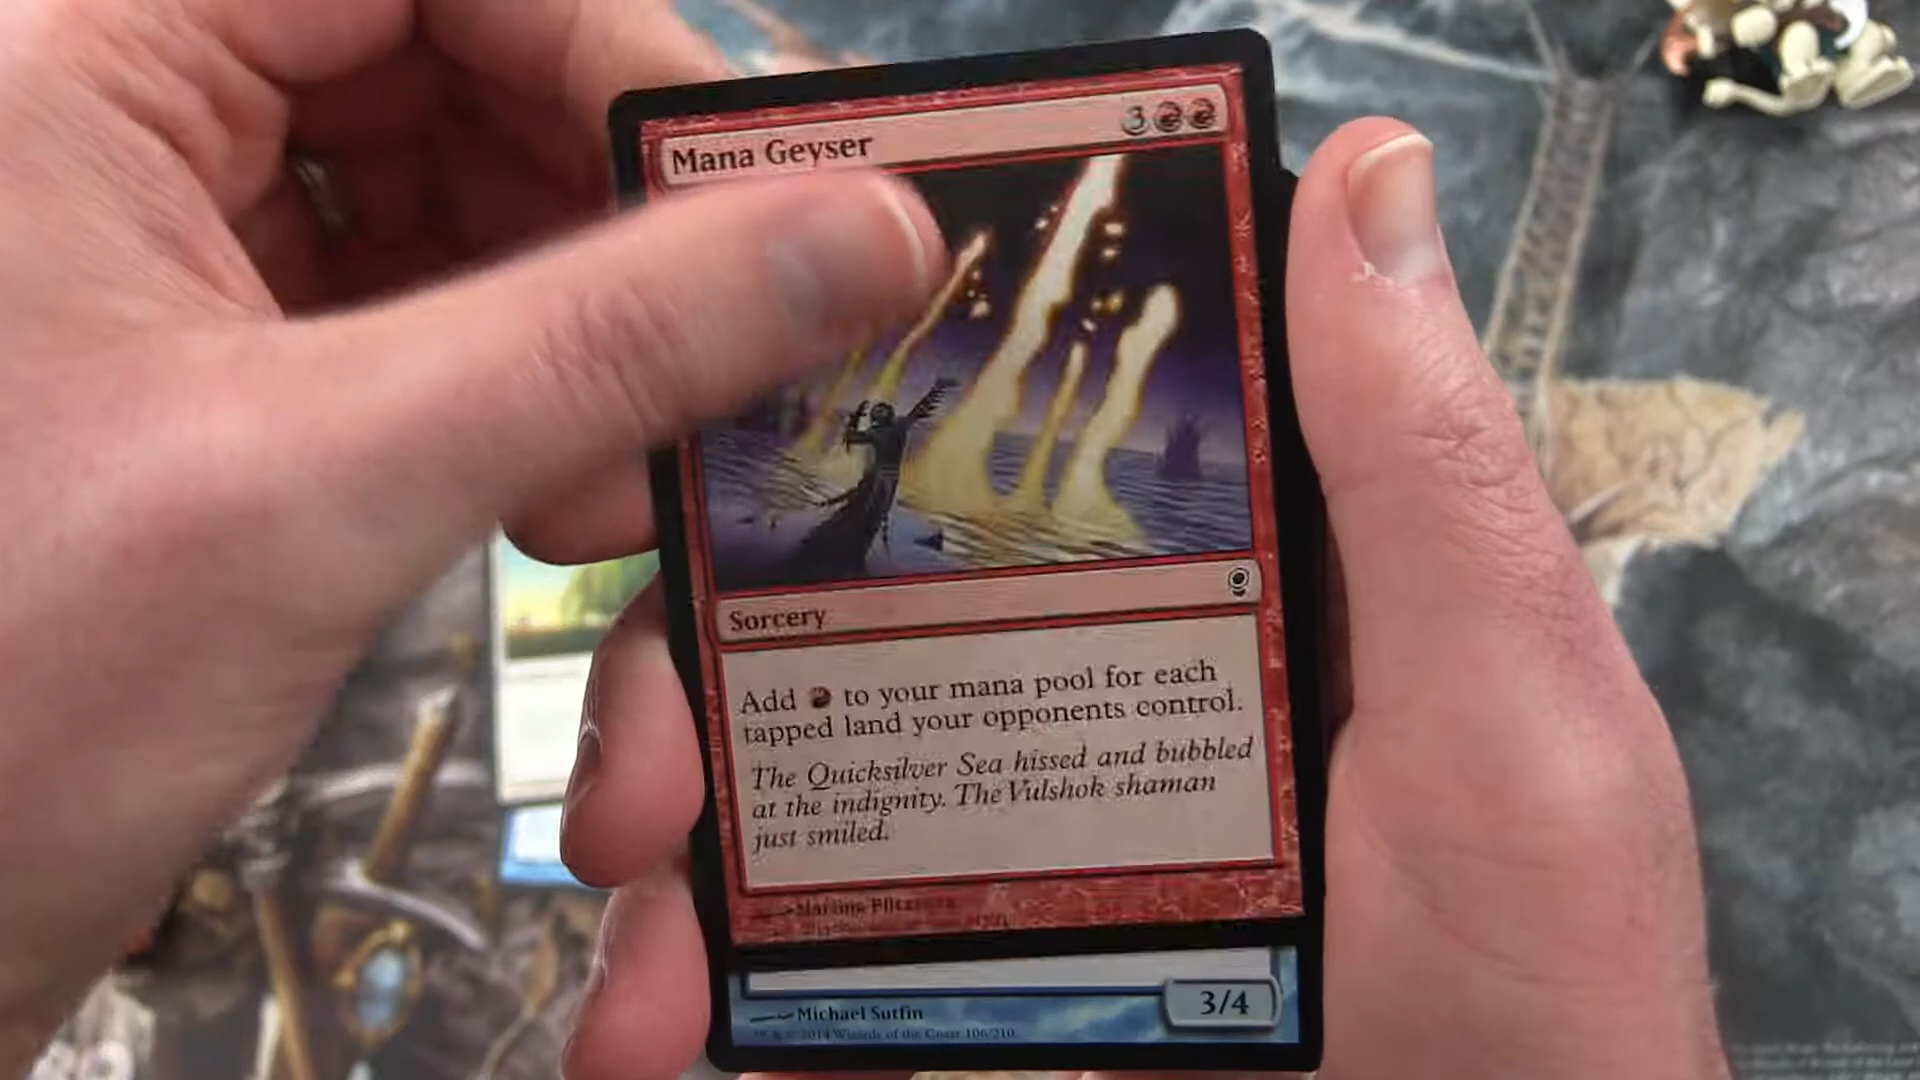 Mana Geyser
3
Sorcery
Add to your mana pool for each
tapped land your opponents control.
The Quicksilver Sea hissed and bubbled
at the indignity. The Vulshok shaman
just smiled.
Michael Sutfin
3/4
™ & © 2014 Wizards of the Coast 106/210